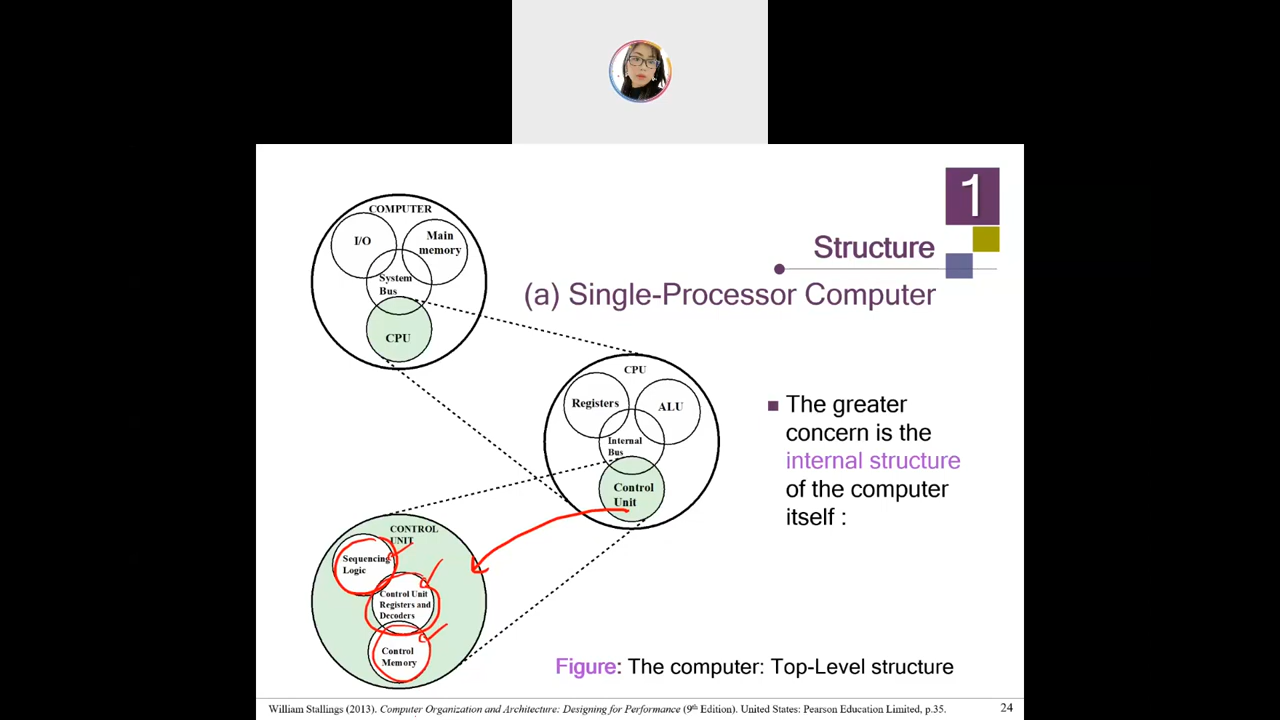 1
Structure
(a) Single-Processor Computer
COMPUTER
I/O
Main
memory
System
Bus
CPU
CPU
Registers
ALU
Internal
Bus
Control
Unit
CONTROL
UNIT
Sequencing
Logic
Control Unit
Registers and
Decoders
Control
Memory
The greater
concern is the
internal structure
of the computer
itself :
Figure: The computer: Top-Level structure
William Stallings (2013). Computer Organization and Architecture: Designing for Performance (9th Edition). United States: Pearson Education Limited, p.35.
24